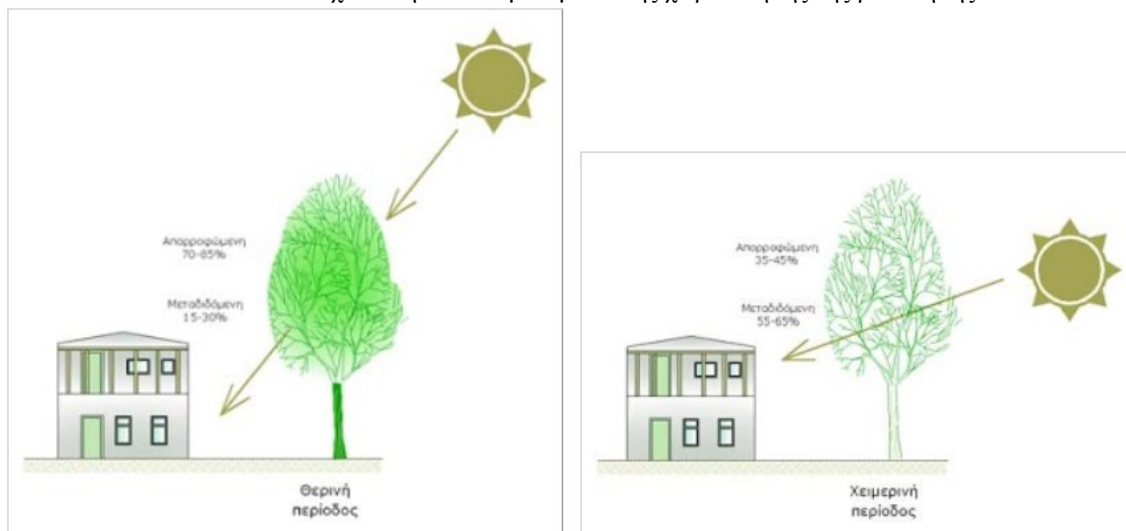 Απορροφώμενη
70-85%
Μεταδιδόμενη
15-30%
Θερινή
περίοδος
Απορροφώμενη
35-45%
Μεταδιδόμενη
55-65%
Χειμερινή
περίοδος